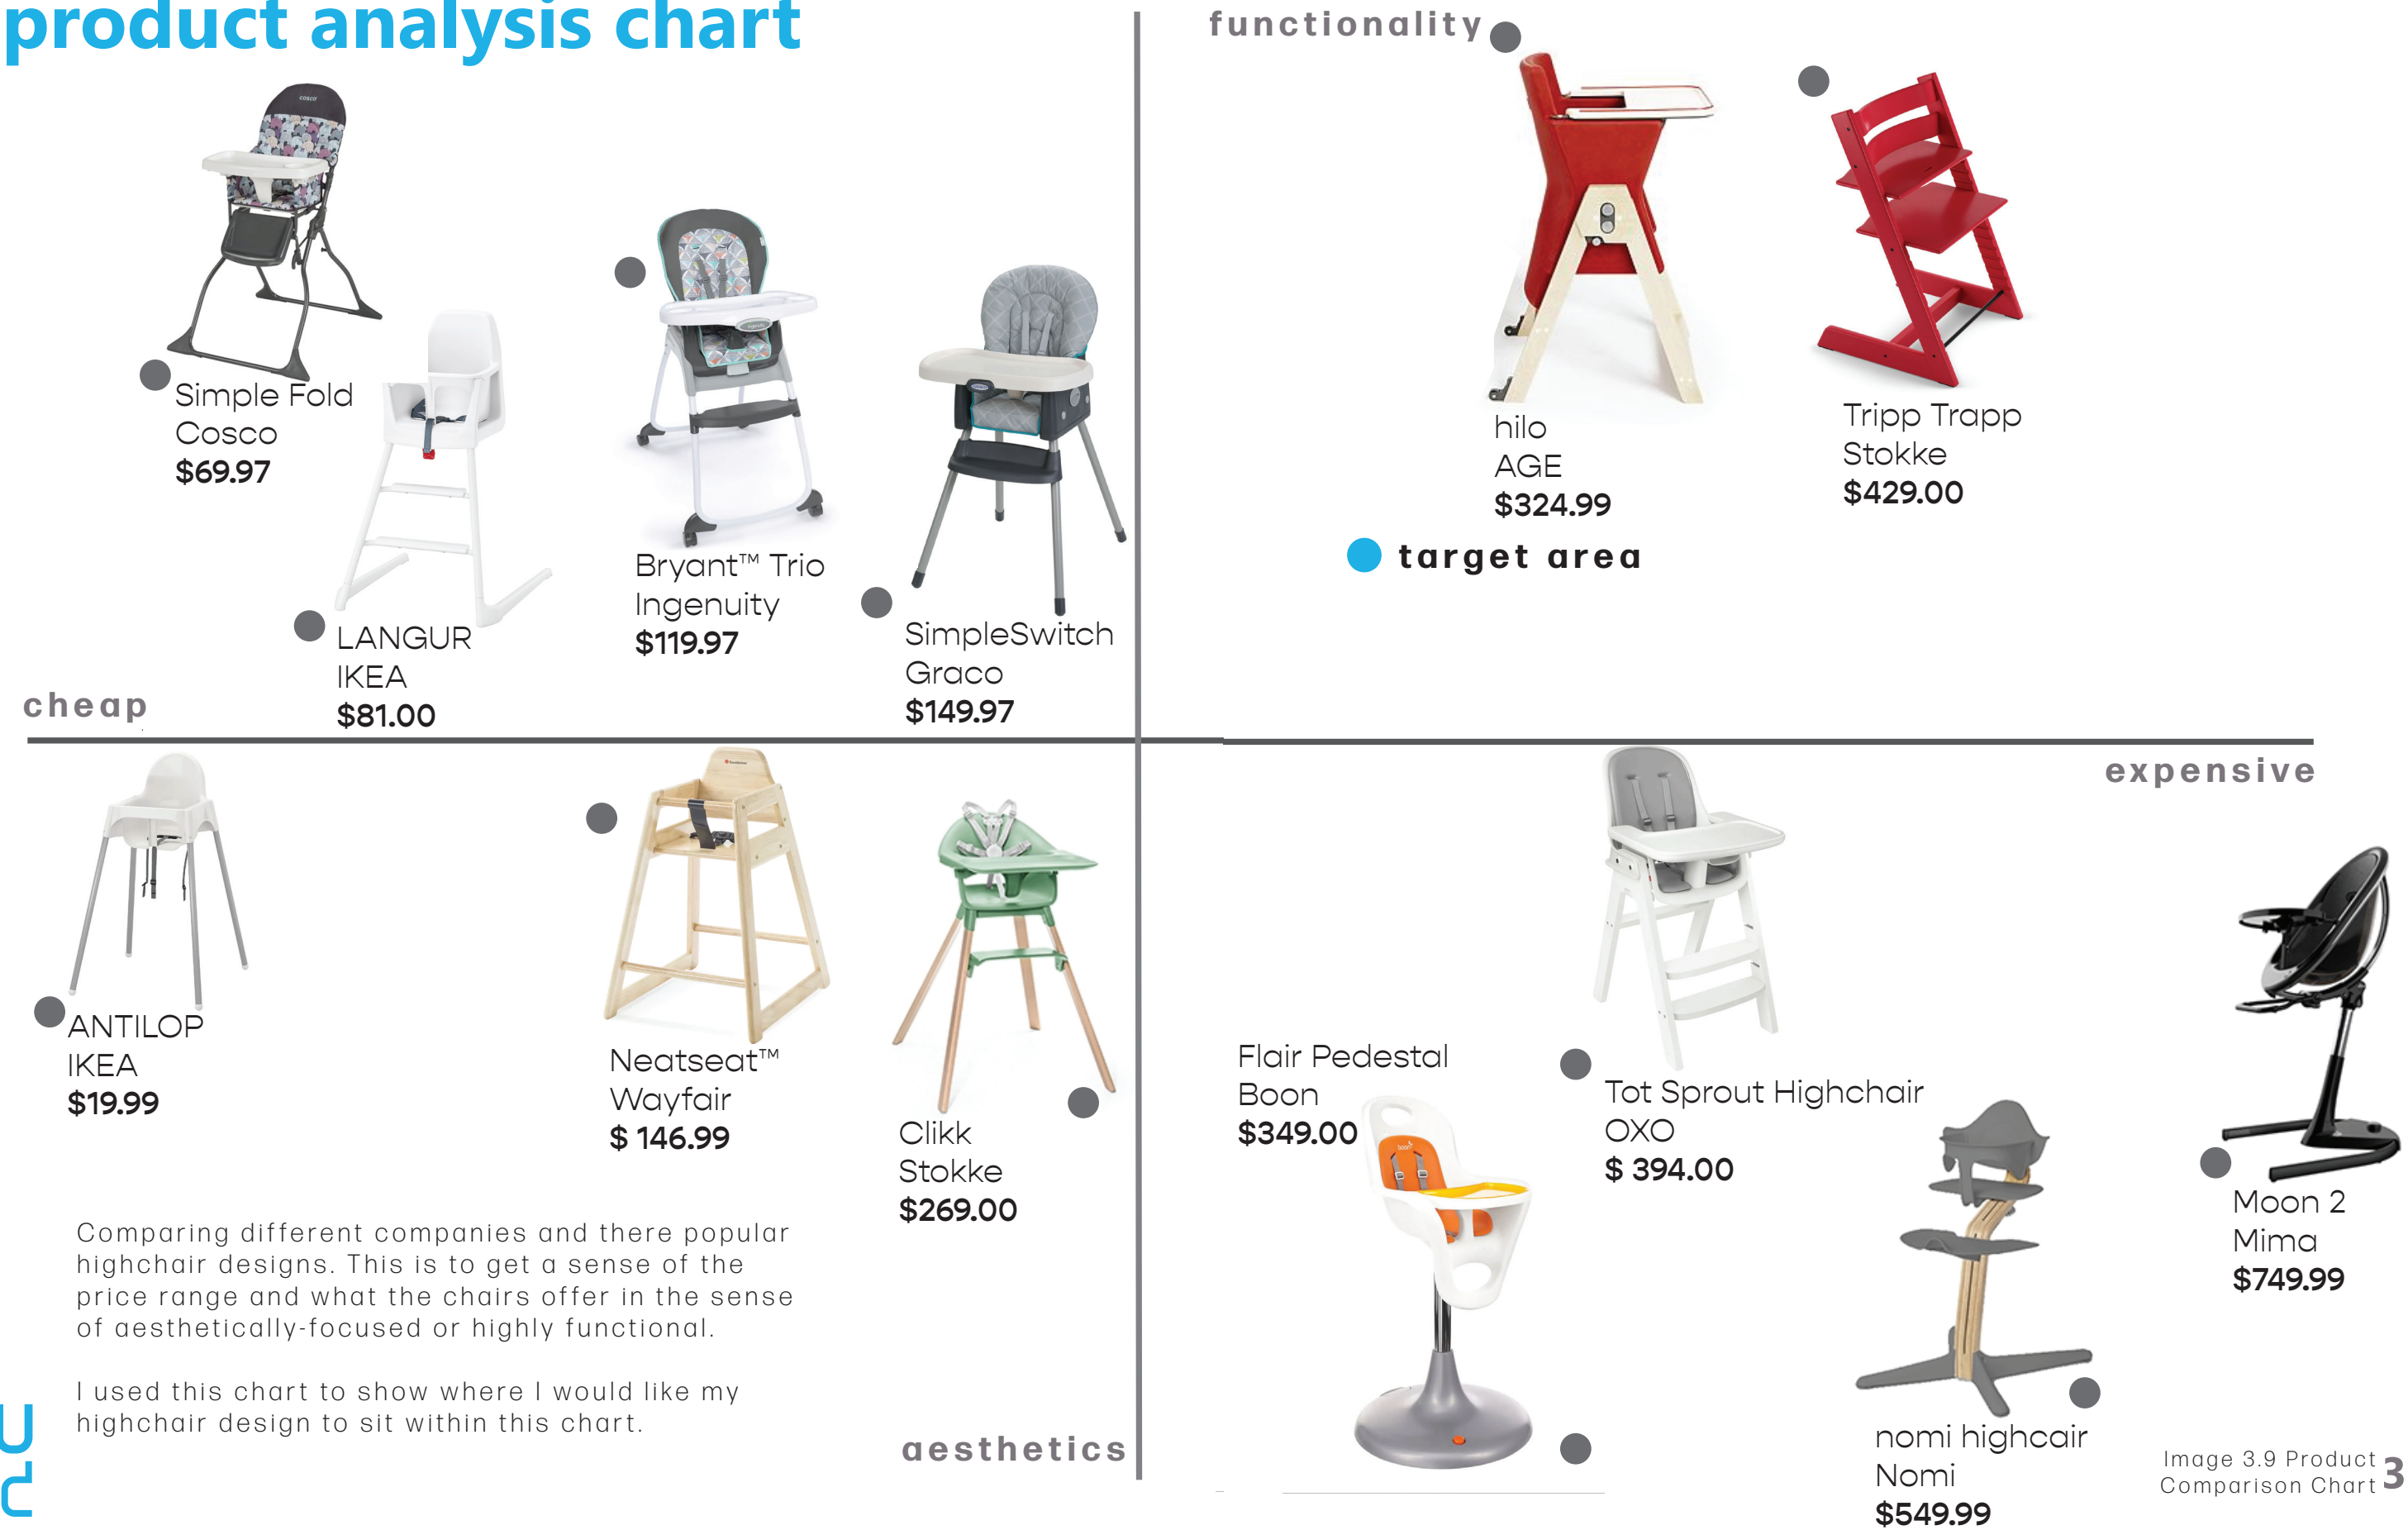 product analysis chart
functionality
Simple Fold
Cosco
$69.97
LANGUR
IKEA
$81.00
Bryant™ Trio
Ingenuity
$119.97
SimpleSwitch
Graco
$149.97
hilo
AGE
$324.99
Tripp Trapp
Stokke
$429.00
target area
cheap
expensive
ANTILOP
IKEA
$19.99
Neatseat™
Wayfair
$ 146.99
Clikk
Stokke
$269.00
Flair Pedestal
Boon
$349.00
boon
Tot Sprout Highchair
OXO
$ 394.00
nomi highcair
Nomi
$549.99
Moon 2
Mima
$749.99
Comparing different companies and there popular
highchair designs. This is to get a sense of the
price range and what the chairs offer in the sense
of aesthetically-focused or highly functional.
I used this chart to show where I would like my
highchair design to sit within this chart.
aesthetics
Image 3.9 Product
Comparison Chart
3